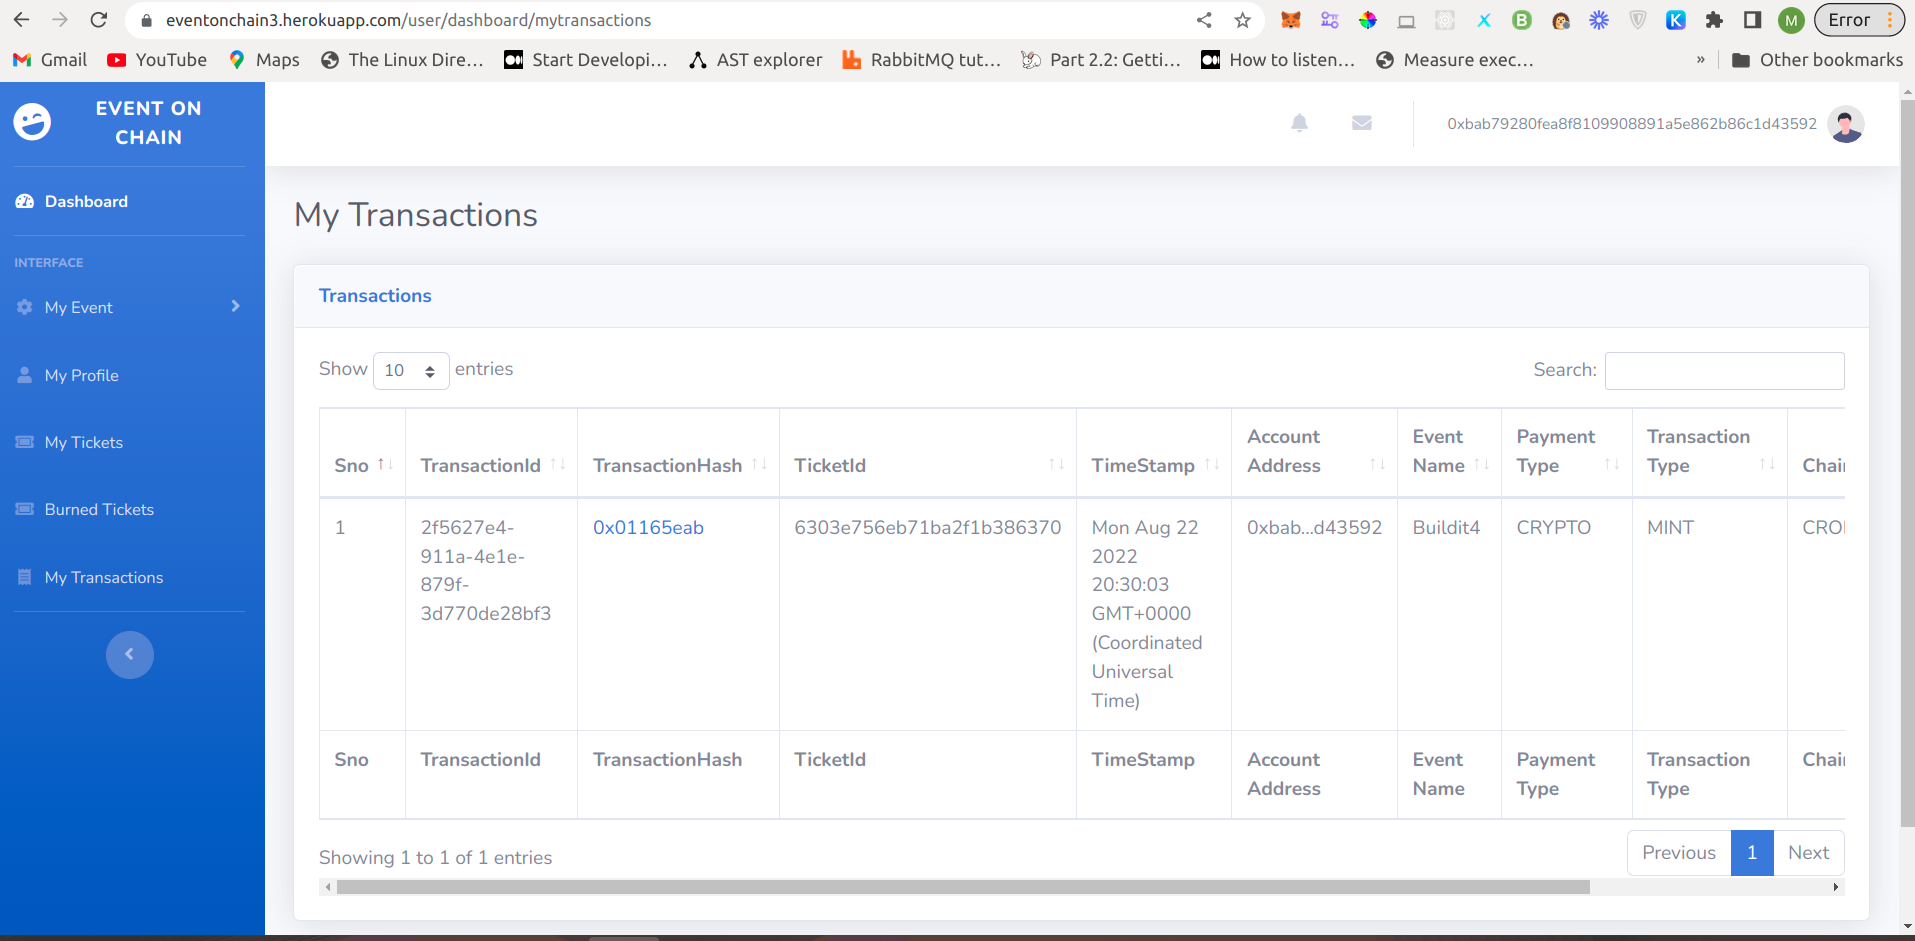 eventonchain3.herokuapp.com/user/dashboard/mytransactions
M
Error
Gmail YouTube Maps The Linux Dire... Start Developi... AST explorer RabbitMQ tut... Part 2.2: Getti... How to listen... Measure exec... » Other bookmarks
EVENT ON
CHAIN
0xbab79280fea8f8109908891a5e862b86c1d43592
Dashboard
INTERFACE
My Event
My Profile
My Tickets
Burned Tickets
My Transactions
My Transactions
Transactions
Show 10 entries
Search:
Sno TransactionId TransactionHash TicketId TimeStamp Account Address Event Name Payment Type Transaction Type Chai
1 2f5627e4-911a-4e1e-879f-3d770de28bf3 0x01165eab 6303e756eb71ba2f1b386370 Mon Aug 22 2022 20:30:03 GMT+0000 (Coordinated Universal Time) 0xbab...d43592 Buildit4 CRYPTO MINT CRO
Sno TransactionId TransactionHash TicketId TimeStamp Account Address Event Name Payment Type Transaction Type Chai
Showing 1 to 1 of 1 entries
Previous 1 Next